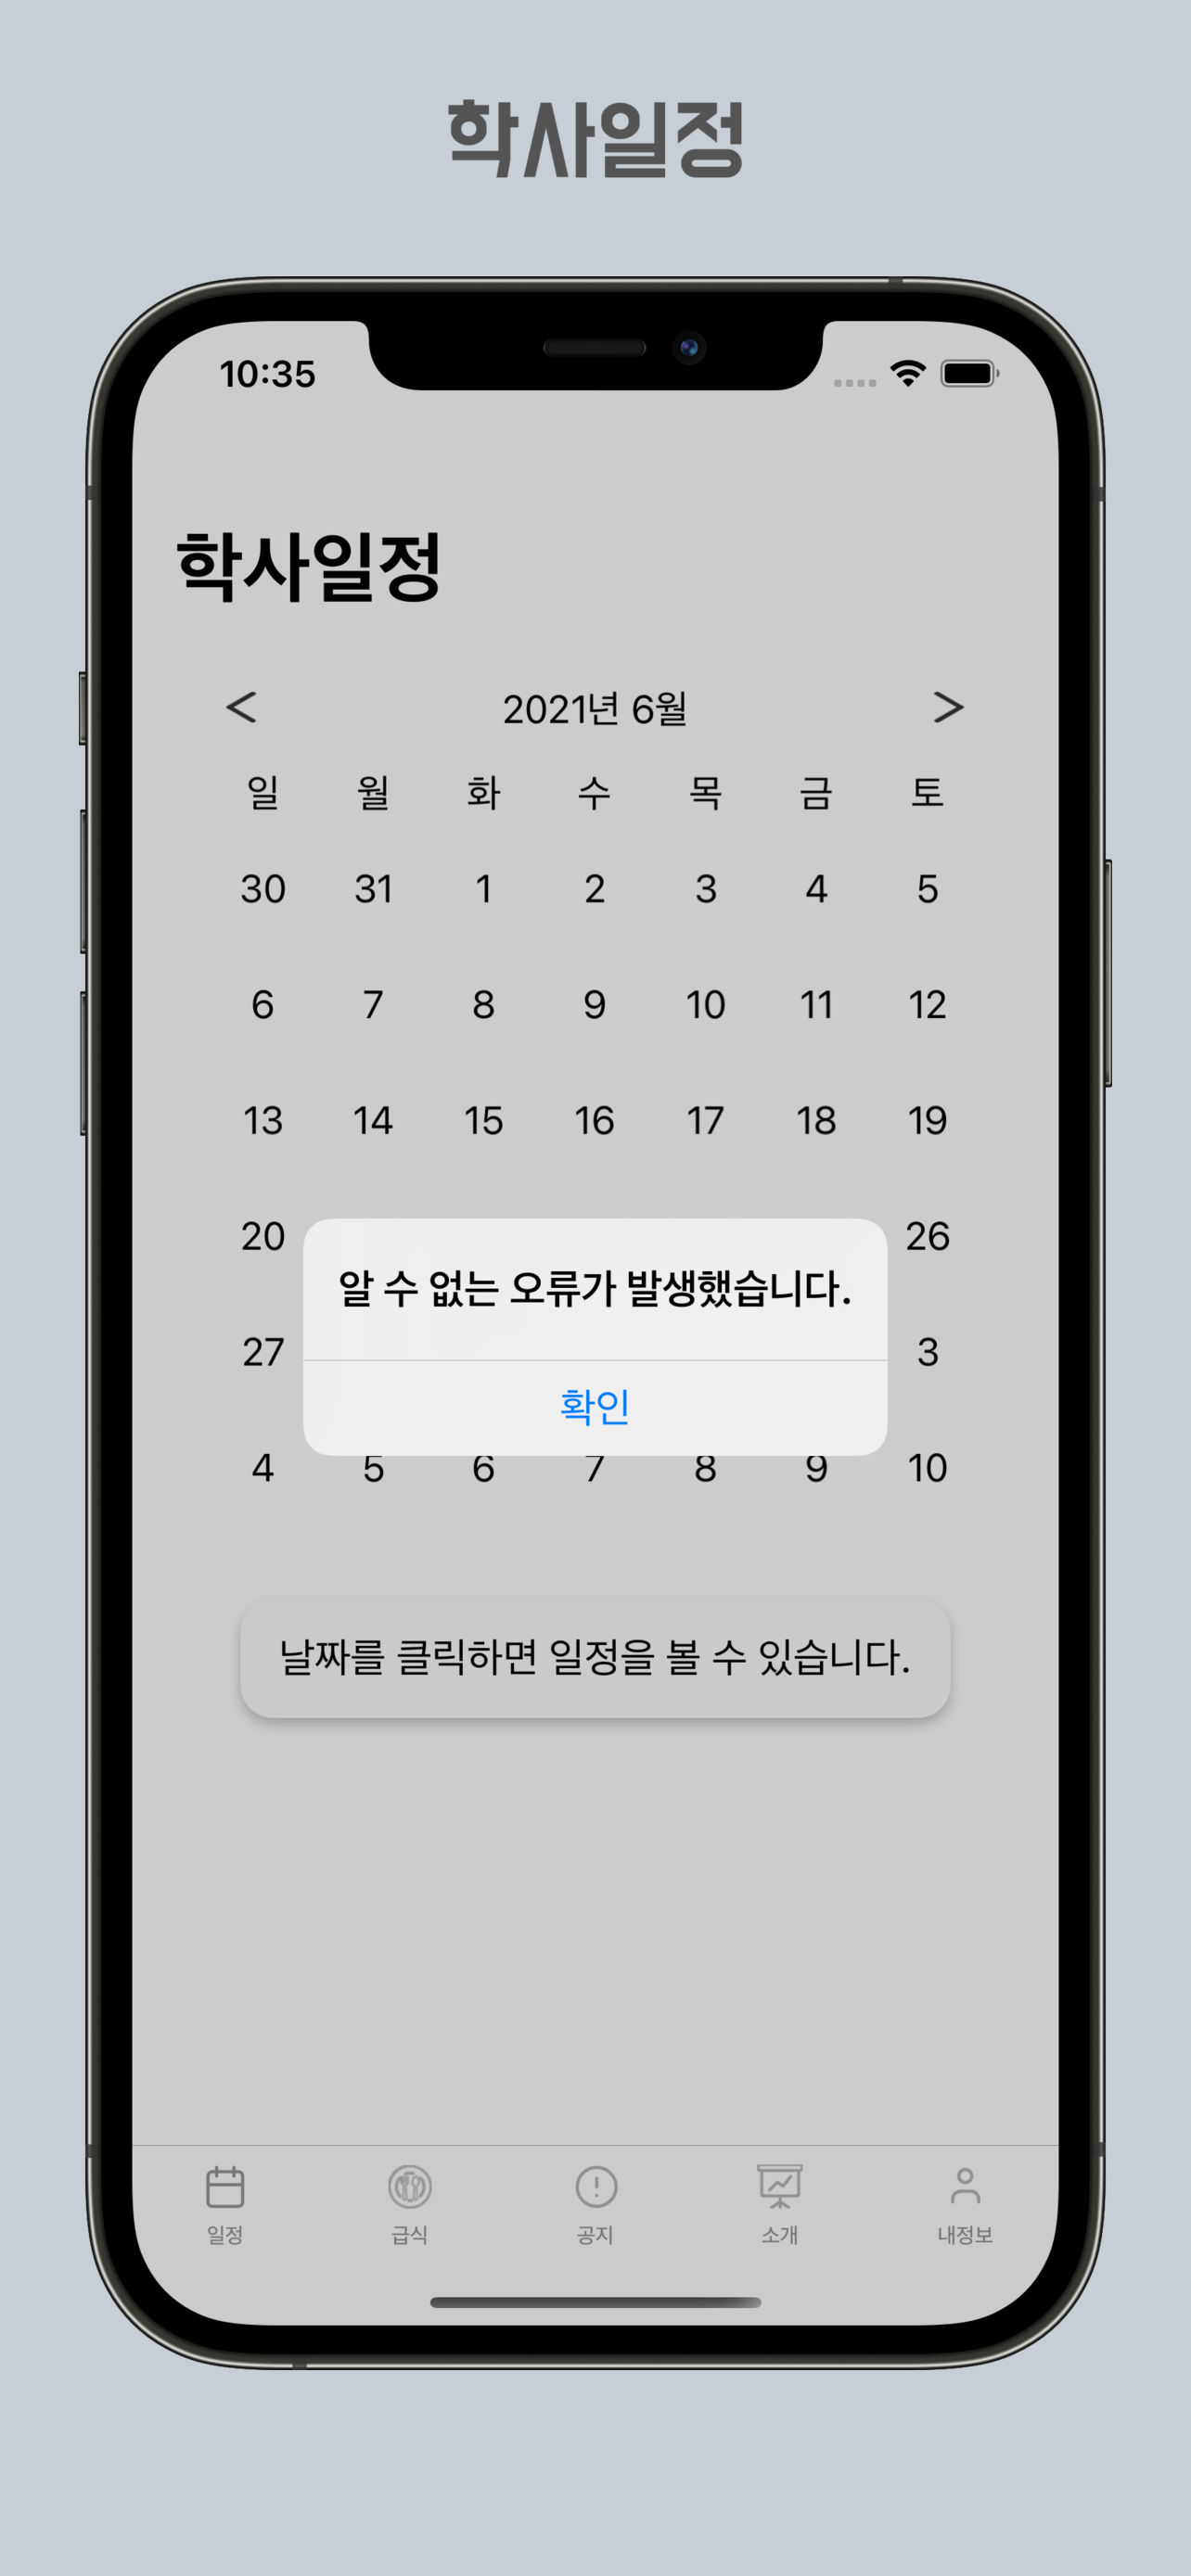 학사일정
10:35
학사일정
< 2021년 6월 >
일 월 화 수 목 금 토
30 31 1 2 3 4 5
6 7 8 9 10 11 12
13 14 15 16 17 18 19
20 26
알 수 없는 오류가 발생했습니다.
27 3
확인
4 5 6 7 8 9 10
날짜를 클릭하면 일정을 볼 수 있습니다.
일정 급식 공지 소개 내정보